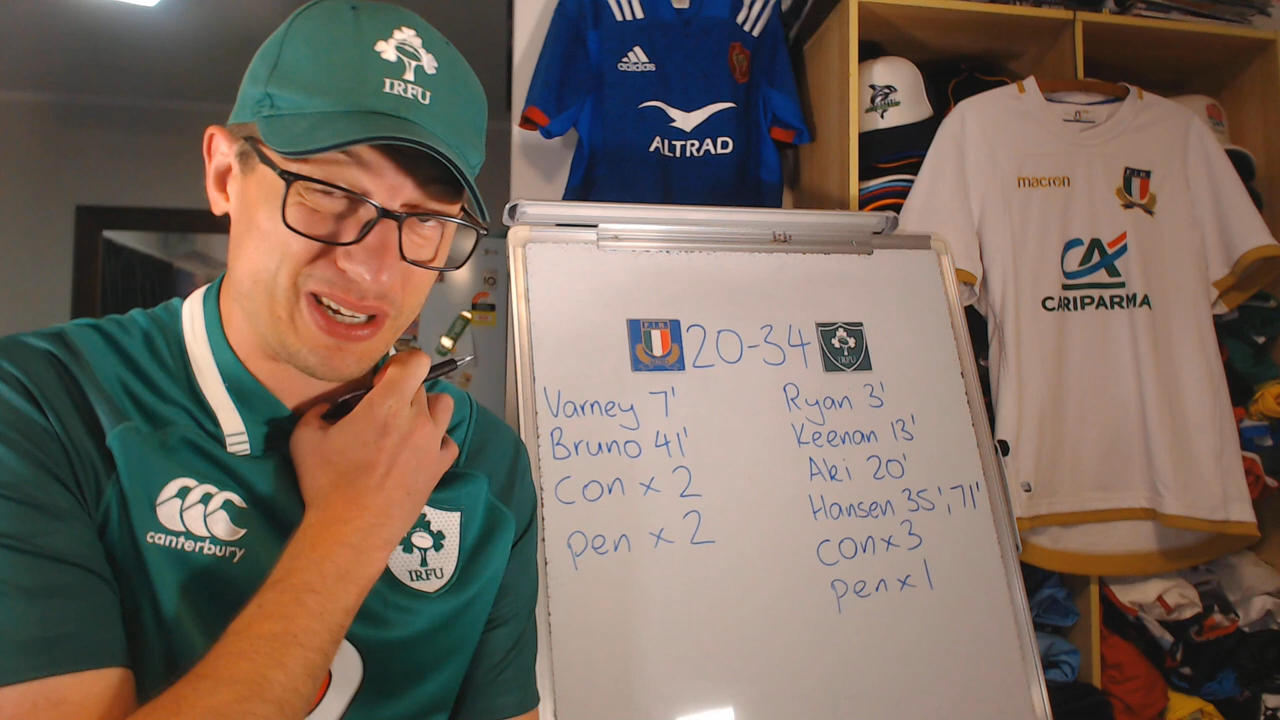 IRFU
adidas
ALTRAD
macron
F.I.R.
CARIPARMA
canterbury
IRFU
F.I.R.
20-34
IRFU
Varney 7'
Bruno 41'
con x 2
pen x 2
Ryan 3'
Keenan 13'
Aki 20'
Hansen 35', 71'
con x 3
pen x 1